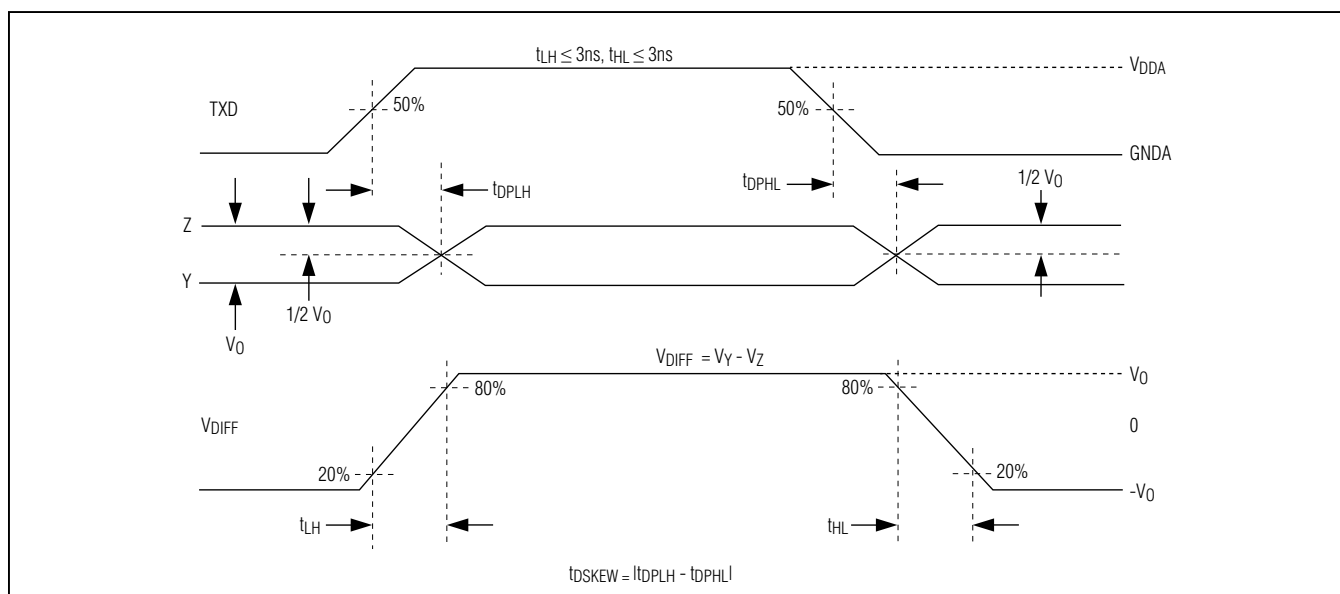 tLH ≤ 3ns, tHL ≤ 3ns
VDDA
TXD
50%
50%
GNDA
tDPLH
tDPHL
1/2 VO
Z
Y
1/2 VO
VO
VDIFF = VY - VZ
VO
80%
80%
VDIFF
0
20%
20%
-VO
tLH
tHL
tDSKEW = |tDPLH - tDPHL|